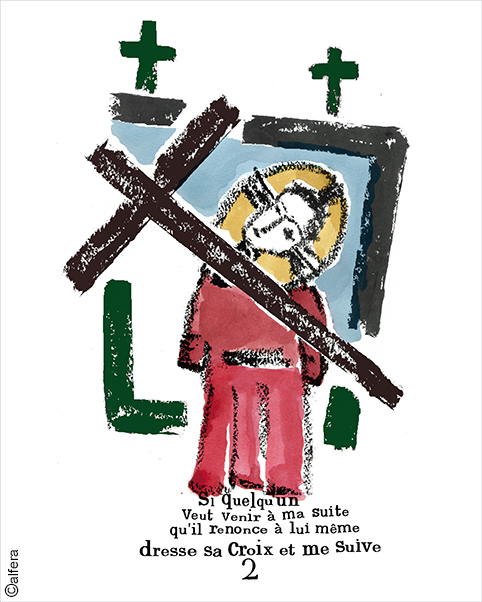 Si quelqu'un
Veut venir à ma suite
qu'il renonce à lui même
dresse sa Croix et me Suive
2
©alfera